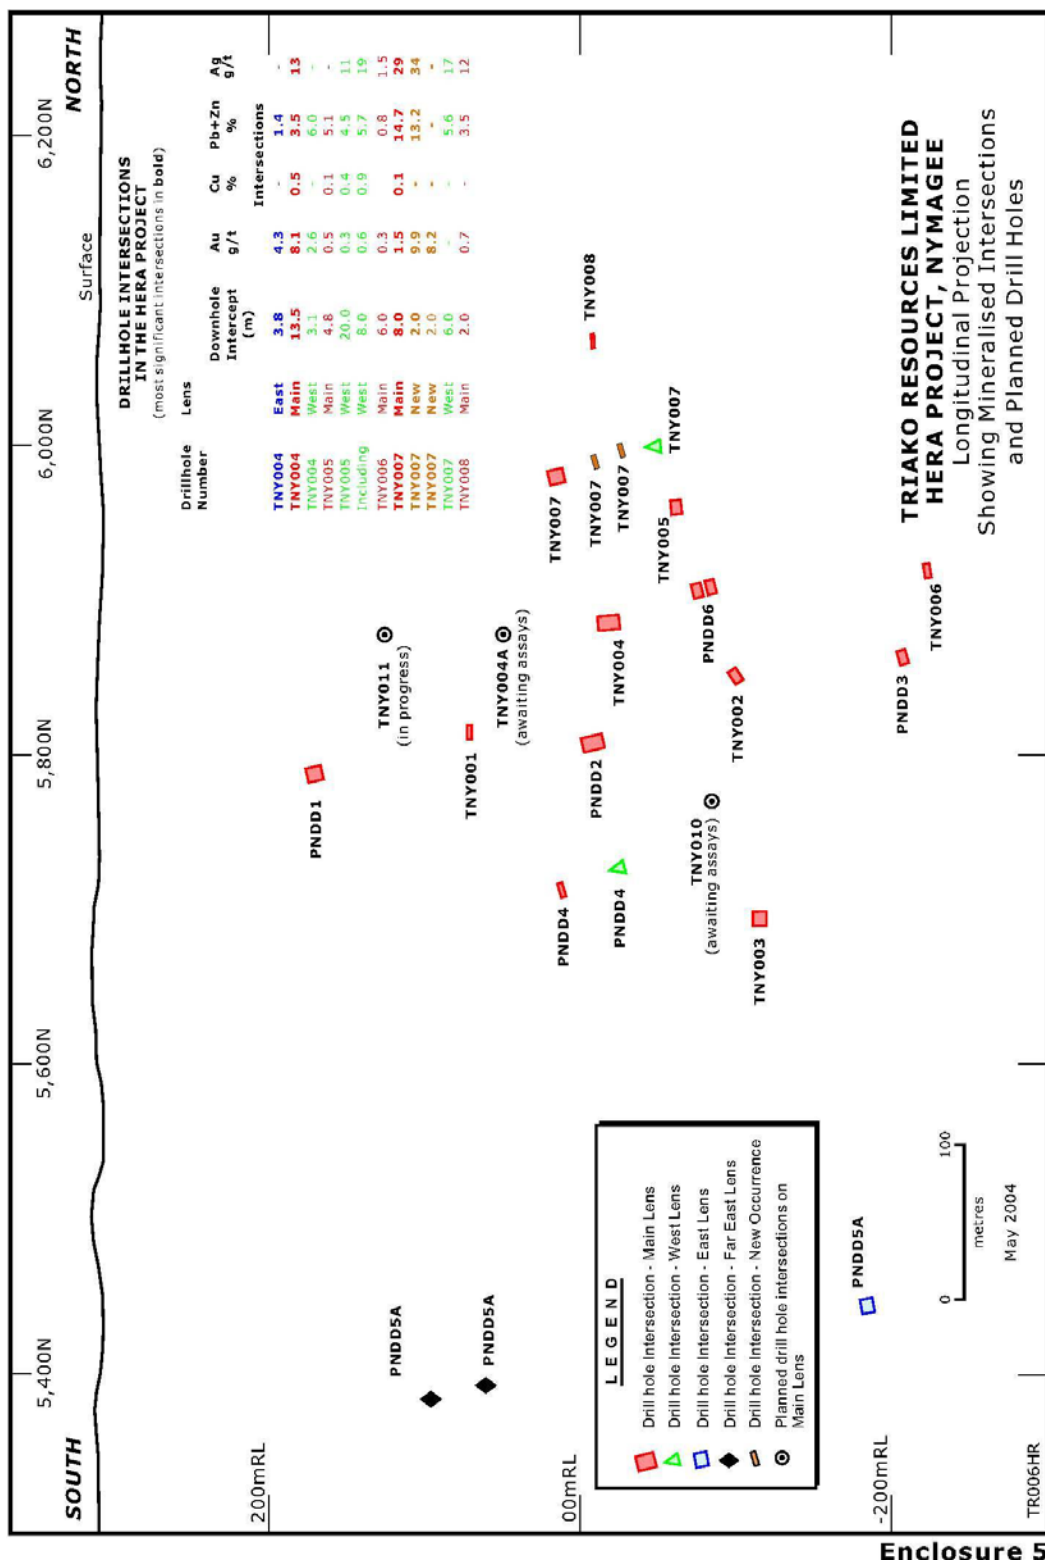 SOUTH
NORTH
5,400N
5,600N
5,800N
6,000N
6,200N
Surface
DRILLHOLE INTERSECTIONS
IN THE HERA PROJECT
(most significant intersections in bold)
Drillhole Number Lens Downhole Intercept (m) Au g/t Cu % Pb+Zn % Ag g/t
Intersections
TNY004 East 3.8 4.3 - 1.4 -
TNY004 Main 13.5 8.1 0.5 3.5 13
TNY004 West 3.1 2.6 - 6.0 -
TNY005 Main 4.8 0.5 0.1 5.1 -
TNY005 West 20.0 0.3 0.4 4.5 11
Including West 8.0 0.6 0.9 5.7 19
TNY006 Main 6.0 0.3 - 0.8 1.5
TNY007 Main 8.0 1.5 0.1 14.7 29
TNY007 New 2.0 9.9 - 13.2 34
TNY007 New 2.0 8.2 - - -
TNY007 West 6.0 - - 5.6 17
TNY008 Main 2.0 0.7 - 3.5 12
200mRL
00mRL
-200mRL
PNDD1
TNY011
(in progress)
TNY001
TNY004A
(awaiting assays)
PNDD5A
PNDD5A
PNDD4
PNDD2
TNY007
TNY007
TNY008
TNY004
TNY007
PNDD4
TNY005
TNY007
TNY010
(awaiting assays)
PNDD6
TNY002
TNY003
PNDD5A
PNDD3
TNY006
LEGEND
Drill hole Intersection - Main Lens
Drill hole Intersection - West Lens
Drill hole Intersection - East Lens
Drill hole Intersection - Far East Lens
Drill hole Intersection - New Occurrence
Planned drill hole intersections on
Main Lens
0 100
metres
May 2004
TRIAKO RESOURCES LIMITED
HERA PROJECT, NYMAGEE
Longitudinal Projection
Showing Mineralised Intersections
and Planned Drill Holes
TR006HR
Enclosure 5